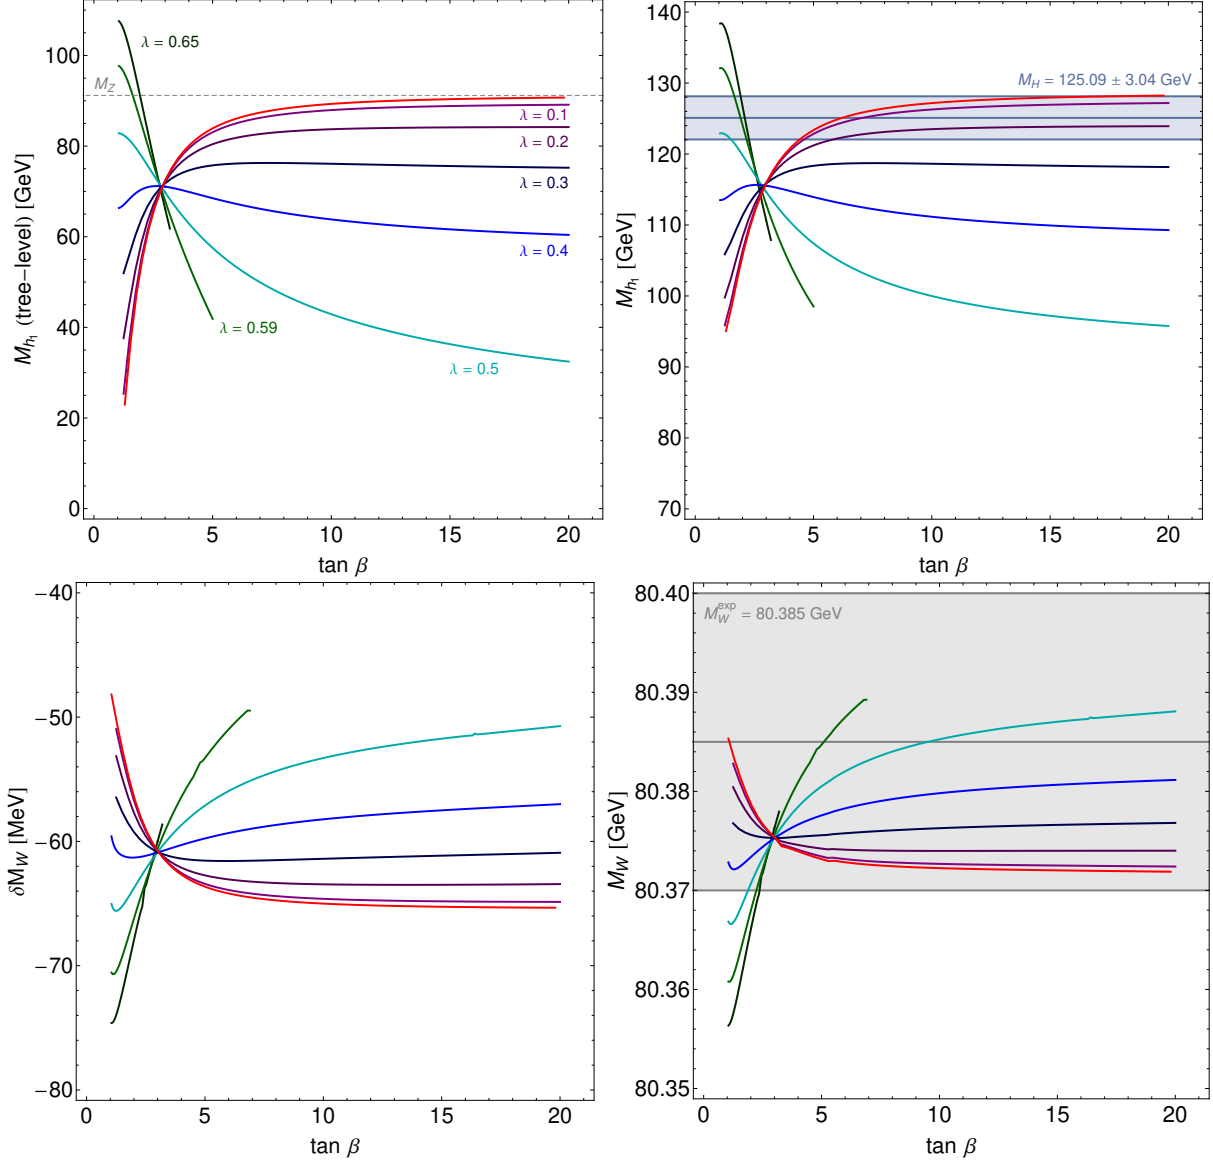 100
80
60
40
20
0
M_{h_1} (tree−level) [GeV]
M_Z
λ = 0.65
λ = 0.1
λ = 0.2
λ = 0.3
λ = 0.4
λ = 0.59
λ = 0.5
0 5 10 15 20
tan β
140
130
120
110
100
90
80
70
M_{h_1} [GeV]
M_H = 125.09 ± 3.04 GeV
0 5 10 15 20
tan β
−40
−50
−60
−70
−80
δM_W [MeV]
0 5 10 15 20
tan β
80.40
80.39
80.38
80.37
80.36
80.35
M_W [GeV]
M_W^{exp} = 80.385 GeV
0 5 10 15 20
tan β